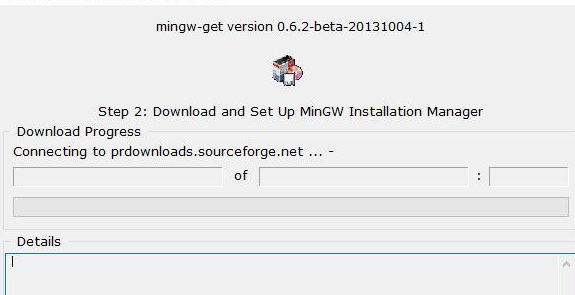 mingw-get version 0.6.2-beta-20131004-1
Step 2: Download and Set Up MinGW Installation Manager
Download Progress
Connecting to prdownloads.sourceforge.net ... -
of :
Details